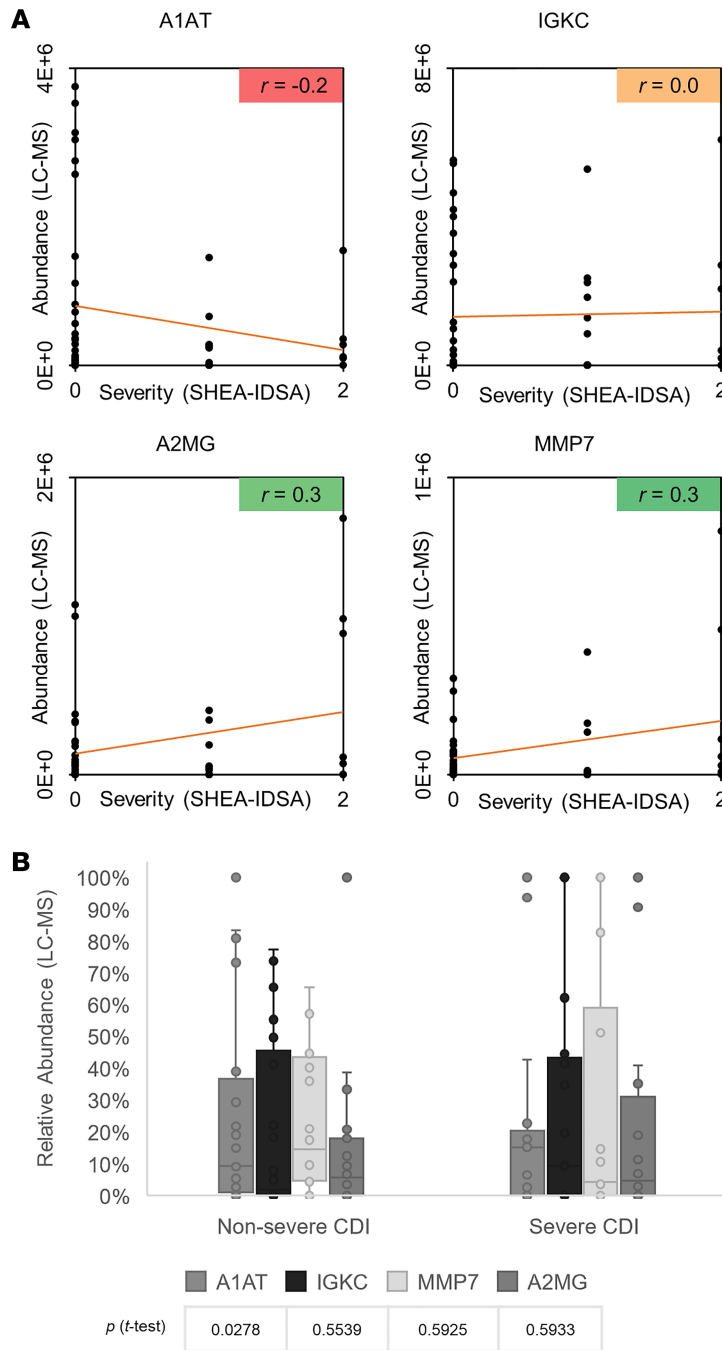 A
A1AT
IGKC
4E+6
r = -0.2
8E+6
r = 0.0
Abundance (LC-MS)
Abundance (LC-MS)
0E+0
0E+0
0
Severity (SHEA-IDSA)
2
0
Severity (SHEA-IDSA)
2
A2MG
MMP7
2E+6
r = 0.3
1E+6
r = 0.3
Abundance (LC-MS)
Abundance (LC-MS)
0E+0
0E+0
0
Severity (SHEA-IDSA)
2
0
Severity (SHEA-IDSA)
2
B
Relative Abundance (LC-MS)
100%
90%
80%
70%
60%
50%
40%
30%
20%
10%
0%
Non-severe CDI
Severe CDI
A1AT IGKC MMP7 A2MG
p (t-test) 0.0278 0.5539 0.5925 0.5933